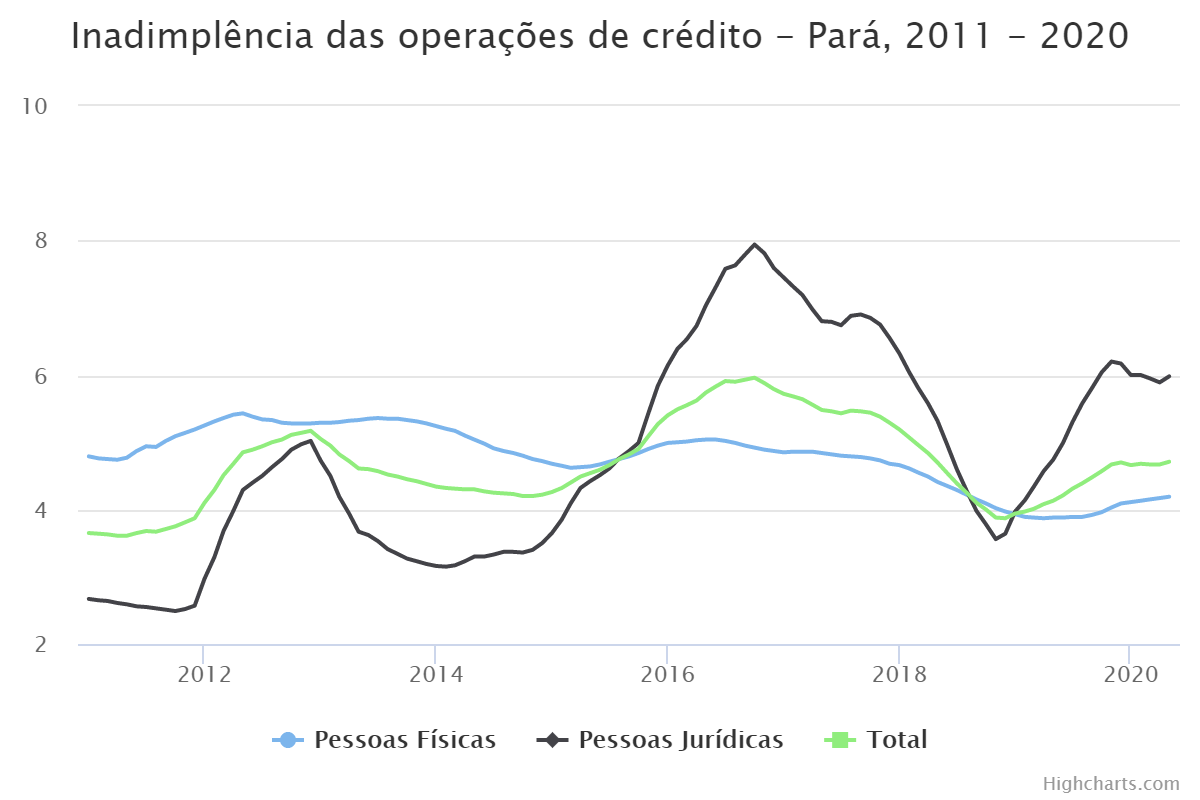 Inadimplência das operações de crédito - Pará, 2011 - 2020
10
8
6
4
2
2012 2014 2016 2018 2020
Pessoas Físicas Pessoas Jurídicas Total
Highcharts.com